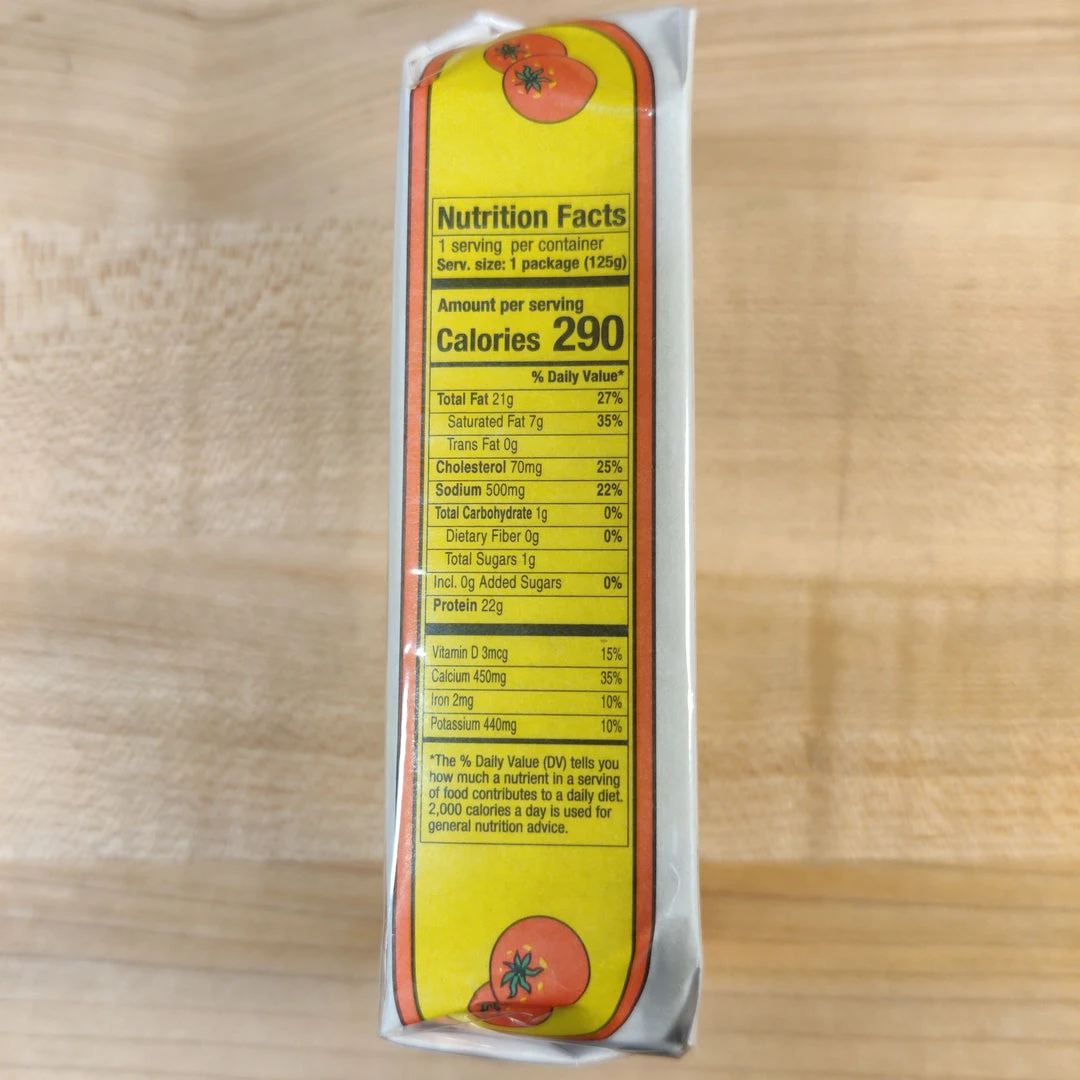 Nutrition Facts
1 serving per container
Serv. size: 1 package (125g)
Amount per serving
Calories 290
% Daily Value*
Total Fat 21g 27%
Saturated Fat 7g 35%
Trans Fat 0g
Cholesterol 70mg 25%
Sodium 500mg 22%
Total Carbohydrate 1g 0%
Dietary Fiber 0g 0%
Total Sugars 1g
Incl. 0g Added Sugars 0%
Protein 22g
Vitamin D 3mcg 15%
Calcium 450mg 35%
Iron 2mg 10%
Potassium 440mg 10%
*The % Daily Value (DV) tells you
how much a nutrient in a serving
of food contributes to a daily diet.
2,000 calories a day is used for
general nutrition advice.